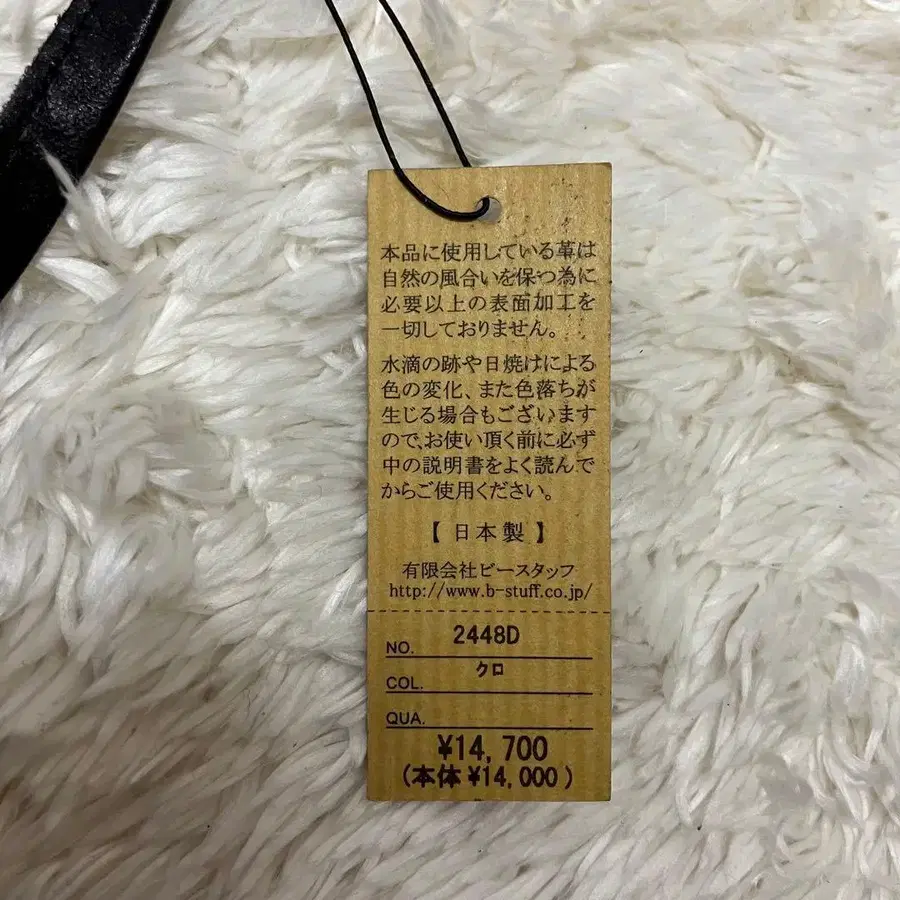 本品に使用している革は
自然の風合いを保つ為に
必要以上の表面加工を
一切しておりません。
水滴の跡や日焼けによる
色の変化、また色落ちが
生じる場合もございます
ので、お使い頂く前に必ず
中の説明書をよく読んで
からご使用ください。
【日本製】
有限会社ビースタッフ
http://www.b-stuff.co.jp/
NO. 2448D
COL. クロ
QUA.
¥14,700
(本体¥14,000)